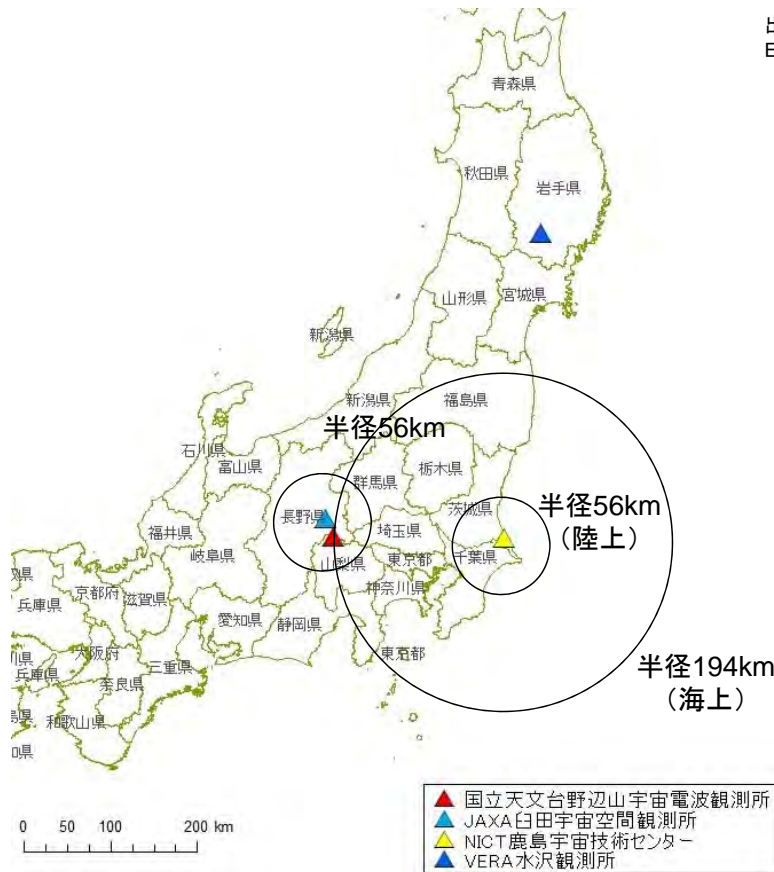 青森県
秋田県
岩手県
山形県
宮城県
新潟県
新潟県
福島県
半径56km
石川県
富山県
群馬県
栃木県
長野県
茨城県
半径56km
（陸上）
福井県
岐阜県
埼玉県
山梨県
東京都
千葉県
京都府
滋賀県
兵庫県
神奈川県
愛知県
静岡県
大阪府
三重県
東京都
兵庫県
奈良県
半径194km
（海上）
和歌山県
0 50 100 200 km
国立天文台野辺山宇宙電波観測所
JAXA臼田宇宙空間観測所
NICT鹿島宇宙技術センター
VERA水沢観測所